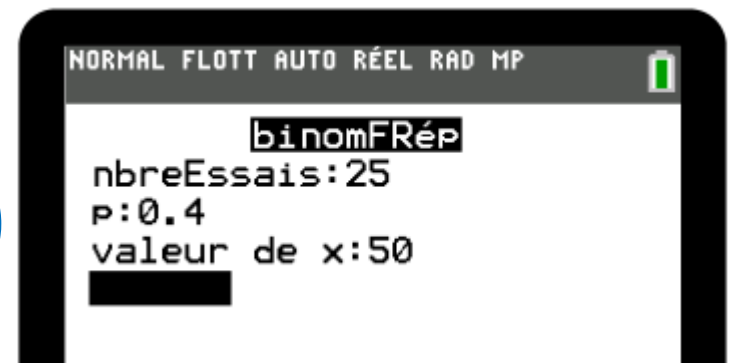 NORMAL FLOTT AUTO RÉEL RAD MP
binomFRép
nbreEssais:25
p:0.4
valeur de x:50